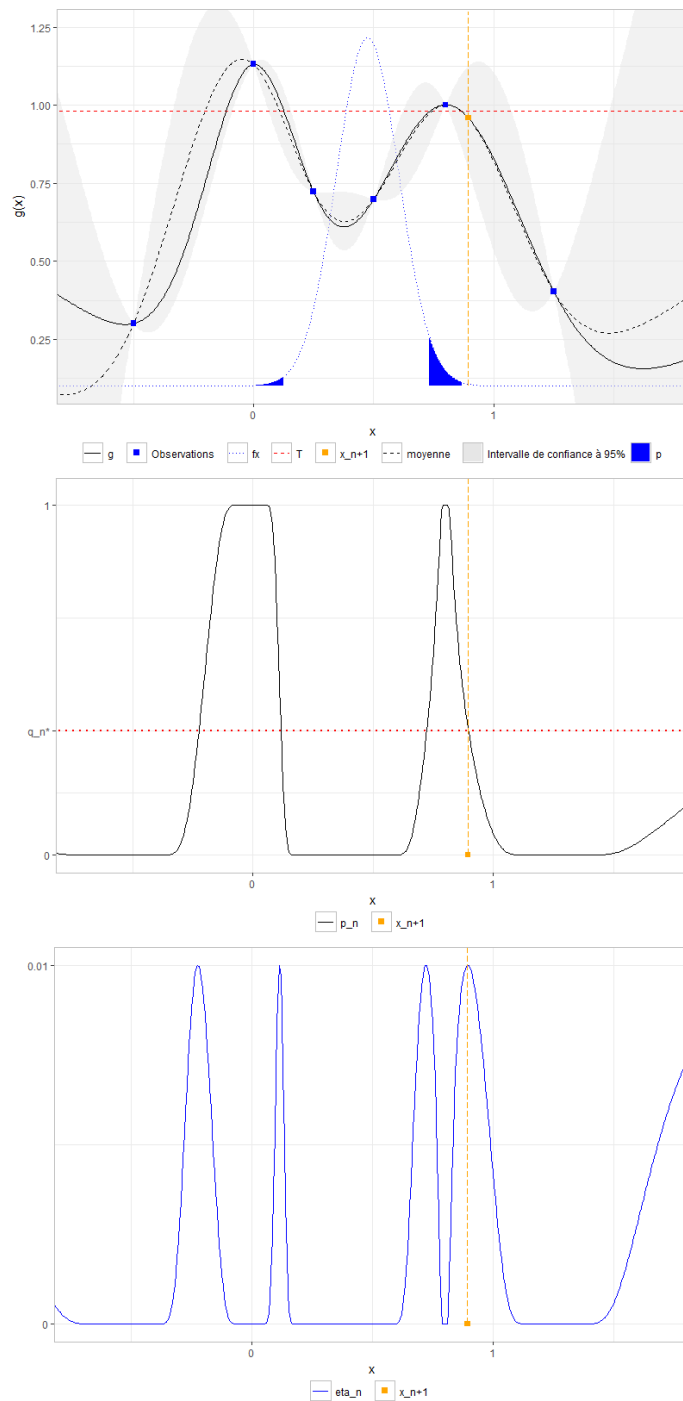 1.25
1.00
0.75
0.50
0.25
g(x)
0 1
x
g Observations fx T x_n+1 moyenne Intervalle de confiance à 95% p
1
q_n*
0
0 1
x
p_n x_n+1
0.01
0
0 1
x
eta_n x_n+1